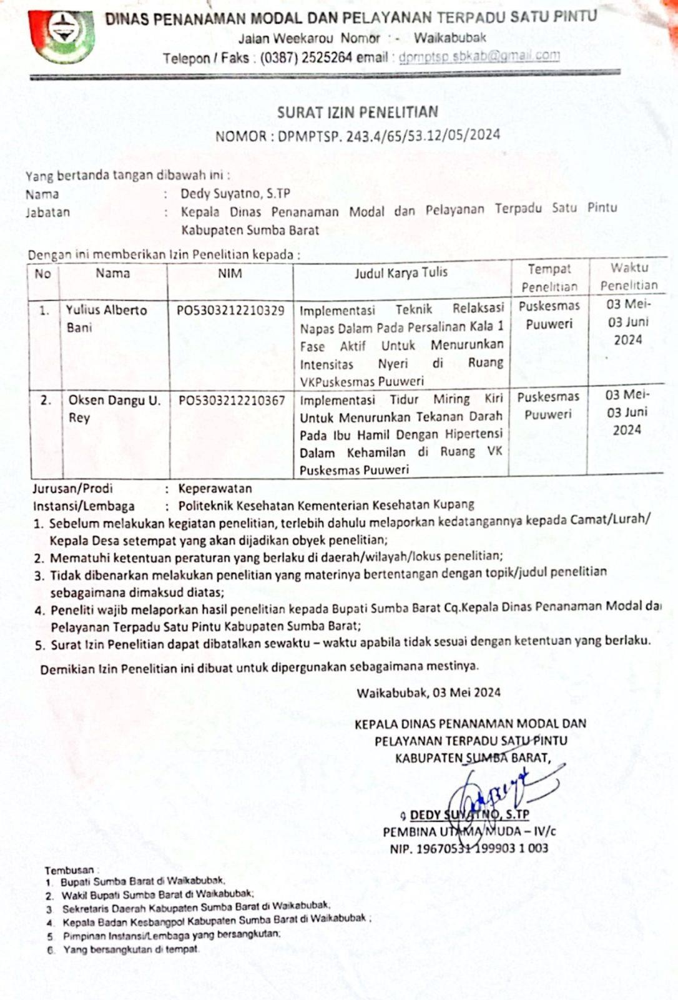 DINAS PENANAMAN MODAL DAN PELAYANAN TERPADU SATU PINTU
Jalan Weekarou Nomor : - Waikabubak
Telepon / Faks : (0387) 2525264 email : dpmptsp.sbkab@gmail.com
SURAT IZIN PENELITIAN
NOMOR : DPMPTSP. 243.4/65/53.12/05/2024
Yang bertanda tangan dibawah ini :
Nama : Dedy Suyatno, S.TP
Jabatan : Kepala Dinas Penanaman Modal dan Pelayanan Terpadu Satu Pintu
Kabupaten Sumba Barat
Dengan ini memberikan Izin Penelitian kepada :
No Nama NIM Judul Karya Tulis Tempat Penelitian Waktu Penelitian
1. Yulius Alberto PO5303212210329 Implementasi Teknik Relaksasi Puskesmas 03 Mei-
Bani Napas Dalam Pada Persalinan Kala 1 Puuweri 03 Juni
Fase Aktif Untuk Menurunkan 2024
Intensitas Nyeri di Ruang
VKPuskesmas Puuweri
2. Oksen Dangu U. PO5303212210367 Implementasi Tidur Miring Kiri Puskesmas 03 Mei-
Rey Untuk Menurunkan Tekanan Darah Puuweri 03 Juni
Pada Ibu Hamil Dengan Hipertensi 2024
Dalam Kehamilan di Ruang VK
Puskesmas Puuweri
Jurusan/Prodi : Keperawatan
Instansi/Lembaga : Politeknik Kesehatan Kementerian Kesehatan Kupang
1. Sebelum melakukan kegiatan penelitian, terlebih dahulu melaporkan kedatangannya kepada Camat/Lurah/
Kepala Desa setempat yang akan dijadikan obyek penelitian;
2. Mematuhi ketentuan peraturan yang berlaku di daerah/wilayah/lokus penelitian;
3. Tidak dibenarkan melakukan penelitian yang materinya bertentangan dengan topik/judul penelitian
sebagaimana dimaksud diatas;
4. Peneliti wajib melaporkan hasil penelitian kepada Bupati Sumba Barat Cq.Kepala Dinas Penanaman Modal da
Pelayanan Terpadu Satu Pintu Kabupaten Sumba Barat;
5. Surat Izin Penelitian dapat dibatalkan sewaktu – waktu apabila tidak sesuai dengan ketentuan yang berlaku.
Demikian Izin Penelitian ini dibuat untuk dipergunakan sebagaimana mestinya.
Waikabubak, 03 Mei 2024
KEPALA DINAS PENANAMAN MODAL DAN
PELAYANAN TERPADU SATU PINTU
KABUPATEN SUMBA BARAT,
DEDY SUYATNO, S.TP
PEMBINA UTAMA MUDA – IV/c
NIP. 19670531 199903 1 003
Tembusan :
1. Bupati Sumba Barat di Waikabubak;
2. Wakil Bupati Sumba Barat di Waikabubak;
3. Sekretaris Daerah Kabupaten Sumba Barat di Waikabubak;
4. Kepala Badan Kesbangpol Kabupaten Sumba Barat di Waikabubak ;
5. Pimpinan Instansi/Lembaga yang bersangkutan;
6. Yang bersangkutan di tempat.